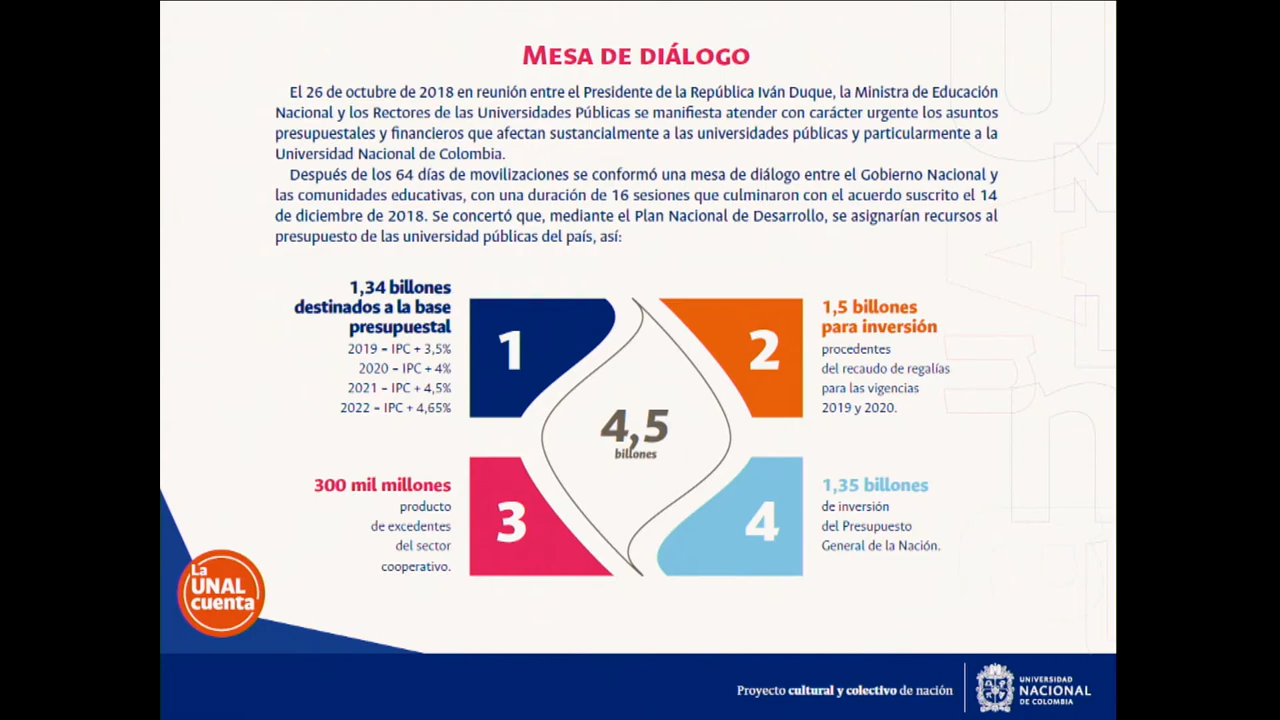 MESA DE DIÁLOGO
El 26 de octubre de 2018 en reunión entre el Presidente de la República Iván Duque, la Ministra de Educación
Nacional y los Rectores de las Universidades Públicas se manifiesta atender con carácter urgente los asuntos
presupuestales y financieros que afectan sustancialmente a las universidades públicas y particularmente a la
Universidad Nacional de Colombia.
Después de los 64 días de movilizaciones se conformó una mesa de diálogo entre el Gobierno Nacional y
las comunidades educativas, con una duración de 16 sesiones que culminaron con el acuerdo suscrito el 14
de diciembre de 2018. Se concertó que, mediante el Plan Nacional de Desarrollo, se asignarían recursos al
presupuesto de las universidad públicas del país, así:
1,34 billones
destinados a la base
presupuestal
2019 – IPC + 3,5%
2020 – IPC + 4%
2021 – IPC + 4,5%
2022 – IPC + 4,65%
1
2
1,5 billones
para inversión
procedentes
del recaudo de regalías
para las vigencias
2019 y 2020.
4,5
billones
300 mil millones
producto
de excedentes
del sector
cooperativo.
3
4
1,35 billones
de inversión
del Presupuesto
General de la Nación.
La
UNAL
cuenta
Proyecto cultural y colectivo de nación
UNIVERSIDAD
NACIONAL
DE COLOMBIA